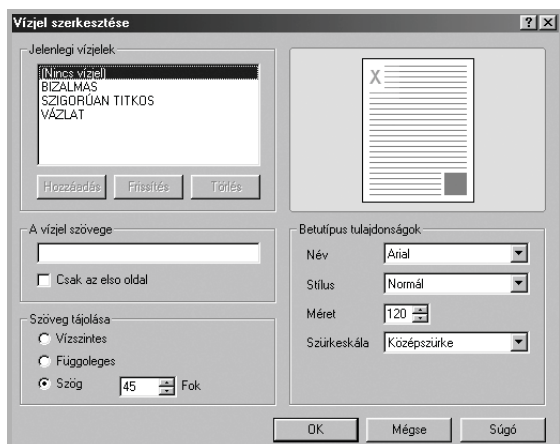 Vízjel szerkesztése
Jelenlegi vízjelek
(Nincs vízjel)
BIZALMAS
SZIGORÚAN TITKOS
VÁZLAT
Hozzáadás Frissítés Törlés
X
A vízjel szövege
Csak az elso oldal
Szöveg tájolása
Vízszintes
Függoleges
Szög 45 Fok
Betutípus tulajdonságok
Név Arial
Stílus Normál
Méret 120
Szürkeskála Középszürke
OK Mégse Súgó